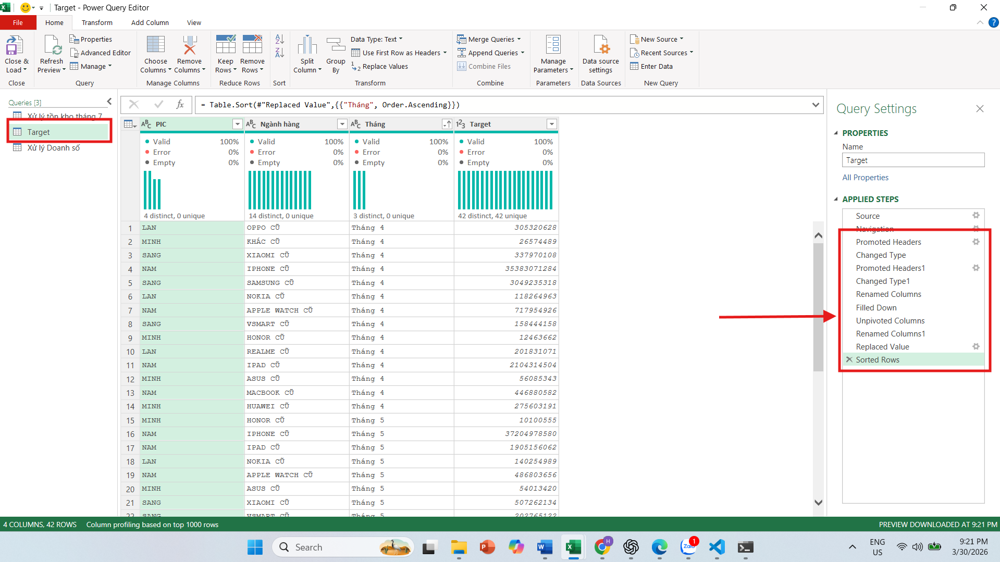 Target - Power Query Editor
File Home Transform Add Column View
Close & Load
Close
Refresh Preview
Properties
Advanced Editor
Manage
Query
Choose Columns
Remove Columns
Manage Columns
Keep Rows
Remove Rows
Reduce Rows
Sort
Split Column
Group By
Data Type: Text
Use First Row as Headers
Replace Values
Transform
Merge Queries
Append Queries
Combine Files
Combine
Manage Parameters
Parameters
Data source settings
Data Sources
New Source
Recent Sources
Enter Data
New Query
Queries [3]
Xử lý tồn kho tháng 7
Target
Xử lý Doanh số
fx = Table.Sort(#"Replaced Value",{{"Tháng", Order.Ascending}})
PIC Ngành hàng Tháng Target
Valid 100% Valid 100% Valid 100% Valid 100%
Error 0% Error 0% Error 0% Error 0%
Empty 0% Empty 0% Empty 0% Empty 0%
4 distinct, 0 unique 14 distinct, 0 unique 3 distinct, 0 unique 42 distinct, 42 unique
1 LAN OPPO CŨ Tháng 4 305320628
2 MINH KHÁC CŨ Tháng 4 26574489
3 SANG XIAOMI CŨ Tháng 4 337970108
4 NAM IPHONE CŨ Tháng 4 35383071284
5 SANG SAMSUNG CŨ Tháng 4 3049235318
6 LAN NOKIA CŨ Tháng 4 118264963
7 NAM APPLE WATCH CŨ Tháng 4 717954926
8 SANG VSMART CŨ Tháng 4 158444158
9 MINH HONOR CŨ Tháng 4 12463662
10 LAN REALME CŨ Tháng 4 201831071
11 NAM IPAD CŨ Tháng 4 2104314504
12 MINH ASUS CŨ Tháng 4 56085343
13 NAM MACBOOK CŨ Tháng 4 446880582
14 MINH HUAWEI CŨ Tháng 4 275603191
15 MINH HONOR CŨ Tháng 5 10100555
16 NAM IPHONE CŨ Tháng 5 37204978580
17 NAM IPAD CŨ Tháng 5 1905156062
18 LAN NOKIA CŨ Tháng 5 140254989
19 NAM APPLE WATCH CŨ Tháng 5 486803656
20 MINH ASUS CŨ Tháng 5 54013420
21 SANG XIAOMI CŨ Tháng 5 507262134
22 SANG VSMART CŨ Tháng 5 202765122
Query Settings
PROPERTIES
Name
Target
All Properties
APPLIED STEPS
Source
Navigation
Promoted Headers
Changed Type
Promoted Headers1
Changed Type1
Renamed Columns
Filled Down
Unpivoted Columns
Renamed Columns1
Replaced Value
Sorted Rows
4 COLUMNS, 42 ROWS Column profiling based on top 1000 rows PREVIEW DOWNLOADED AT 9:21 PM
Search
Zalo 1
ENG
US
9:21 PM
3/30/2026